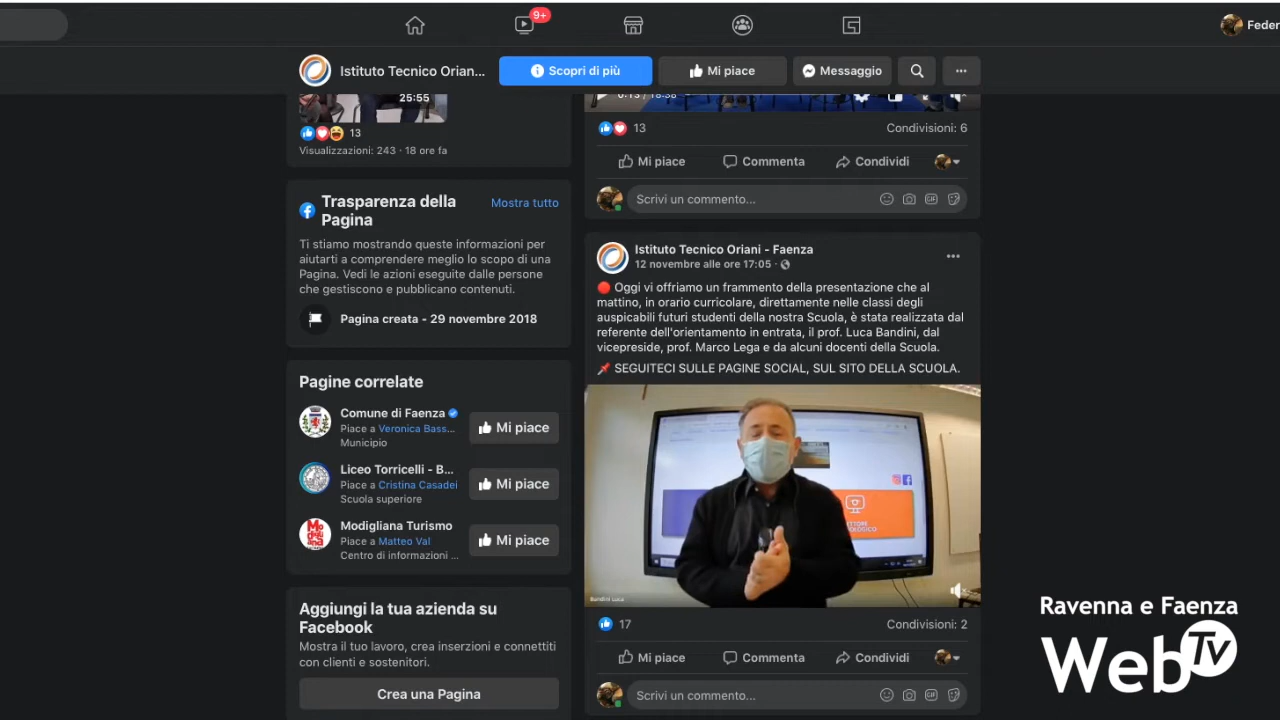 9+
Feder
Istituto Tecnico Orian...
Scopri di più
Mi piace
Messaggio
25:55
13
Visualizzazioni: 243 · 18 ore fa
Trasparenza della
Pagina
Mostra tutto
Ti stiamo mostrando queste informazioni per
aiutarti a comprendere meglio lo scopo di una
Pagina. Vedi le azioni eseguite dalle persone
che gestiscono e pubblicano contenuti.
Pagina creata - 29 novembre 2018
Pagine correlate
Comune di Faenza
Piace a Veronica Bass...
Municipio
Mi piace
Liceo Torricelli - B...
Piace a Cristina Casadei
Scuola superiore
Mi piace
Modigliana Turismo
Piace a Matteo Val
Centro di informazioni ...
Mi piace
Aggiungi la tua azienda su
Facebook
Mostra il tuo lavoro, crea inserzioni e connettiti
con clienti e sostenitori.
Crea una Pagina
0:13 / 18:38
13
Condivisioni: 6
Mi piace
Commenta
Condividi
Scrivi un commento...
GIF
Istituto Tecnico Oriani - Faenza
12 novembre alle ore 17:05 ·
Oggi vi offriamo un frammento della presentazione che al
mattino, in orario curricolare, direttamente nelle classi degli
auspicabili futuri studenti della nostra Scuola, è stata realizzata dal
referente dell'orientamento in entrata, il prof. Luca Bandini, dal
vicepreside, prof. Marco Lega e da alcuni docenti della Scuola.
SEGUITECI SULLE PAGINE SOCIAL, SUL SITO DELLA SCUOLA.
Bandini Luca
17
Condivisioni: 2
Mi piace
Commenta
Condividi
Scrivi un commento...
GIF
Ravenna e Faenza
Web Tv